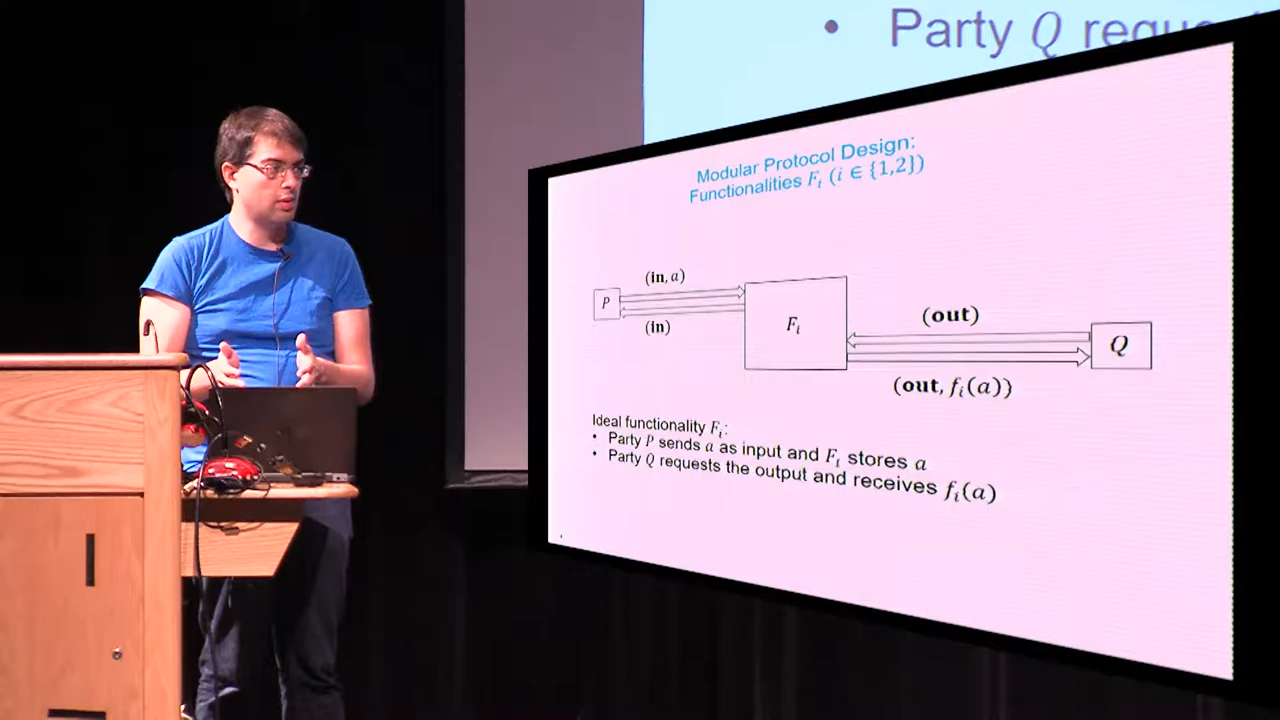 • Party Q requ
Modular Protocol Design:
Functionalities Fᵢ (i ∈ {1,2})
(in, a)
P
(in)
Fᵢ
(out)
Q
(out, fᵢ(a))
Ideal functionality Fᵢ:
• Party P sends a as input and Fᵢ stores a
• Party Q requests the output and receives fᵢ(a)